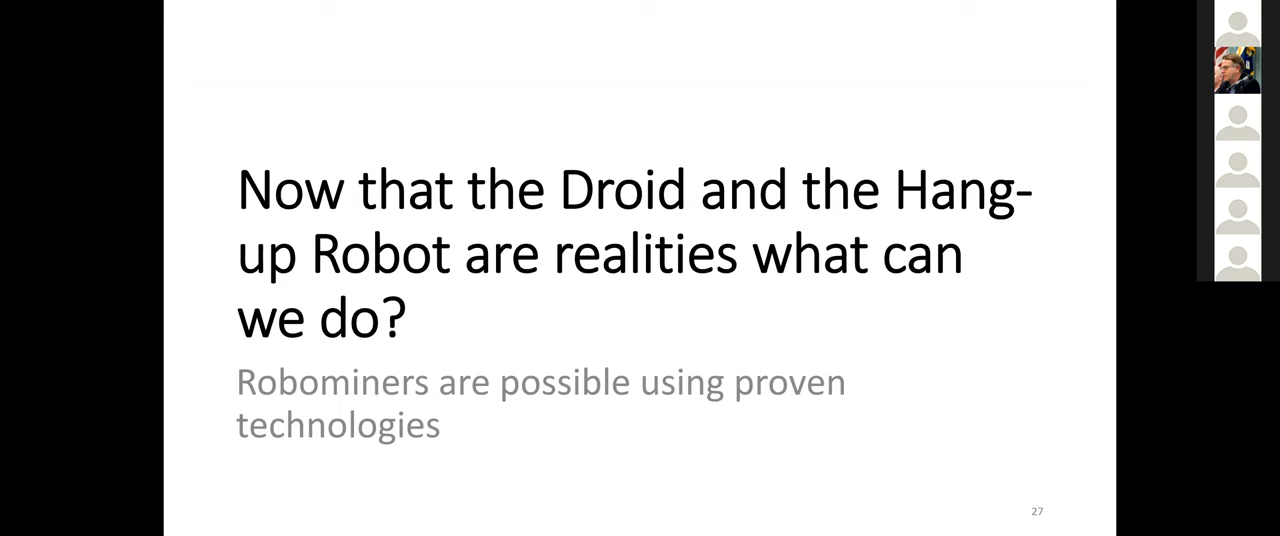 Now that the Droid and the Hang-
up Robot are realities what can
we do?
Robominers are possible using proven
technologies
27